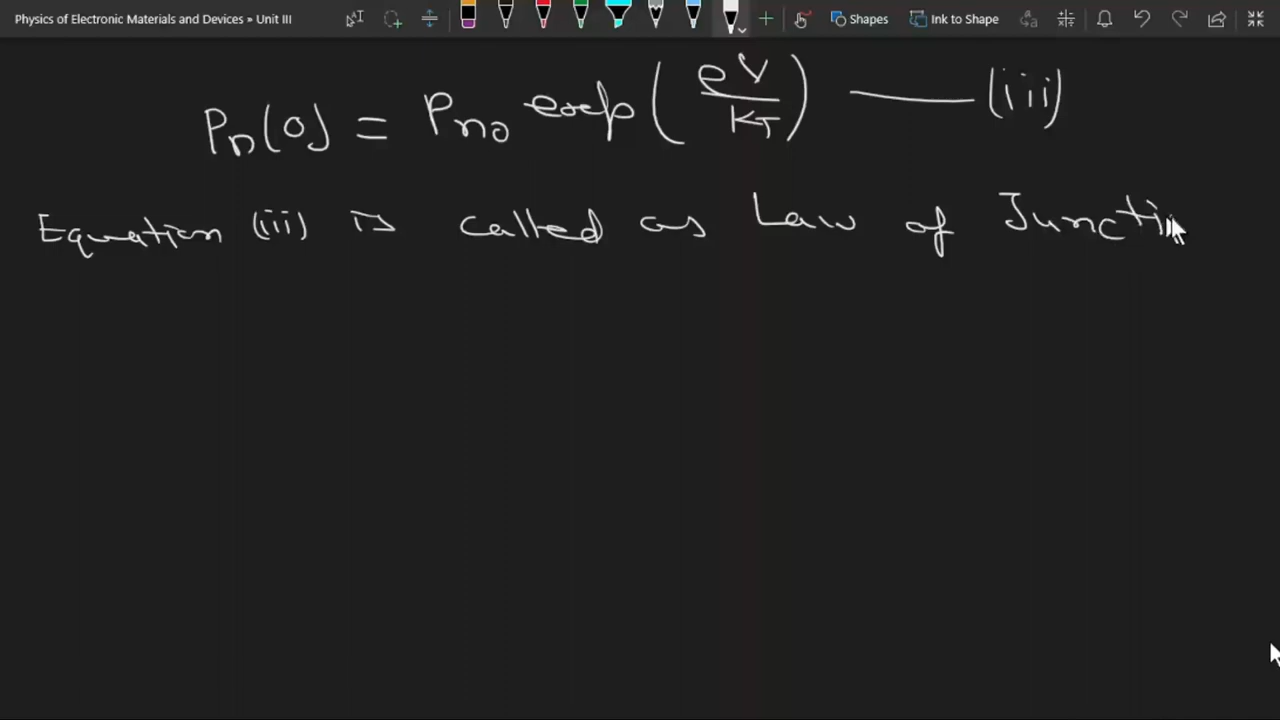 Physics of Electronic Materials and Devices » Unit III
Shapes
Ink to Shape
Pn(0) = Pno exp(eV/KT) —— (iii)
Equation (iii) is called as Law of Juncti